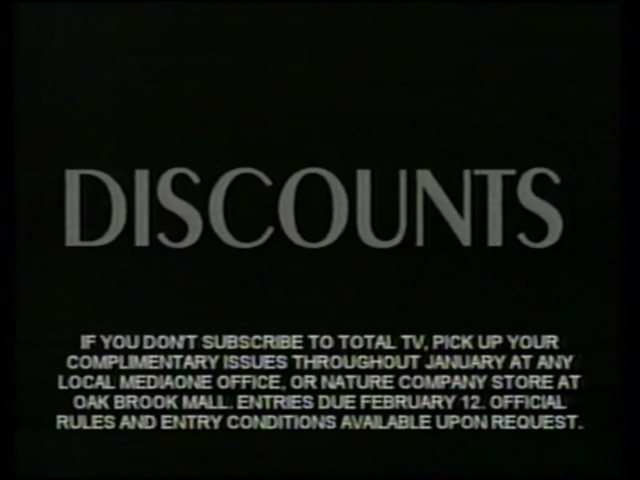 DISCOUNTS
IF YOU DON'T SUBSCRIBE TO TOTAL TV, PICK UP YOUR
COMPLIMENTARY ISSUES THROUGHOUT JANUARY AT ANY
LOCAL MEDIAONE OFFICE, OR NATURE COMPANY STORE AT
OAK BROOK MALL. ENTRIES DUE FEBRUARY 12. OFFICIAL
RULES AND ENTRY CONDITIONS AVAILABLE UPON REQUEST.